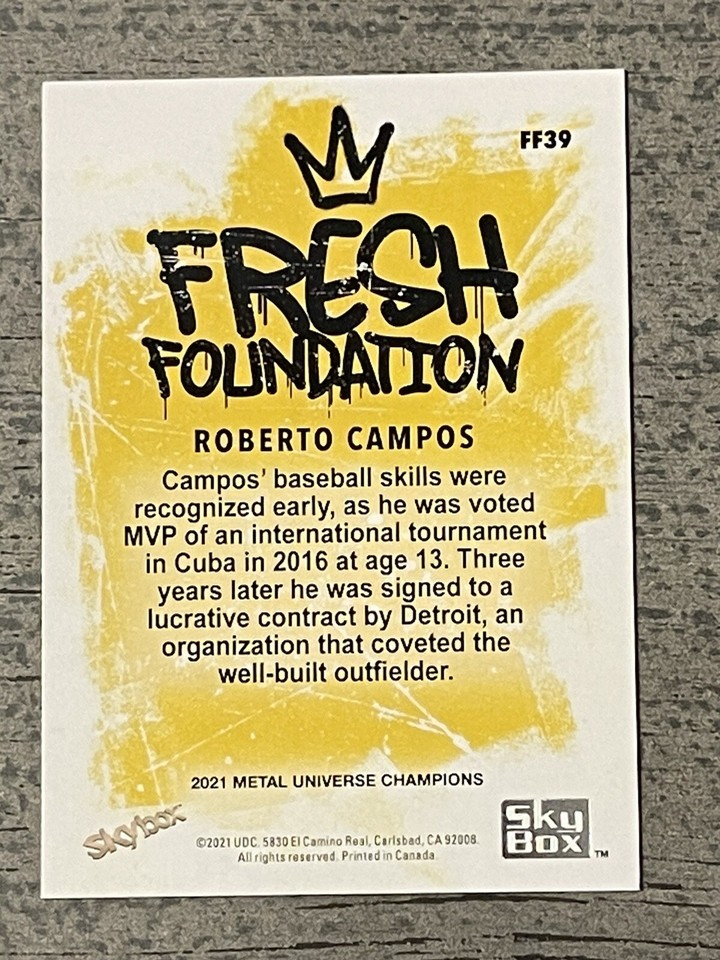 FF39
FRESH
FOUNDATION
ROBERTO CAMPOS
Campos' baseball skills were
recognized early, as he was voted
MVP of an international tournament
in Cuba in 2016 at age 13. Three
years later he was signed to a
lucrative contract by Detroit, an
organization that coveted the
well-built outfielder.
2021 METAL UNIVERSE CHAMPIONS
Skybox
©2021 UDC. 5830 El Camino Real, Carlsbad, CA 92008.
All rights reserved. Printed in Canada.
Sky
Box™